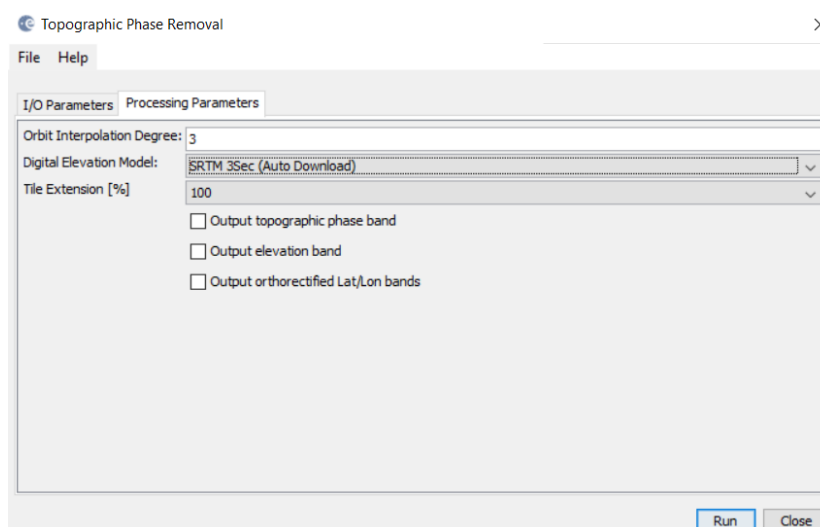 Topographic Phase Removal
File Help
I/O Parameters Processing Parameters
Orbit Interpolation Degree: 3
Digital Elevation Model: SRTM 3Sec (Auto Download)
Tile Extension [%] 100
Output topographic phase band
Output elevation band
Output orthorectified Lat/Lon bands
Run Close